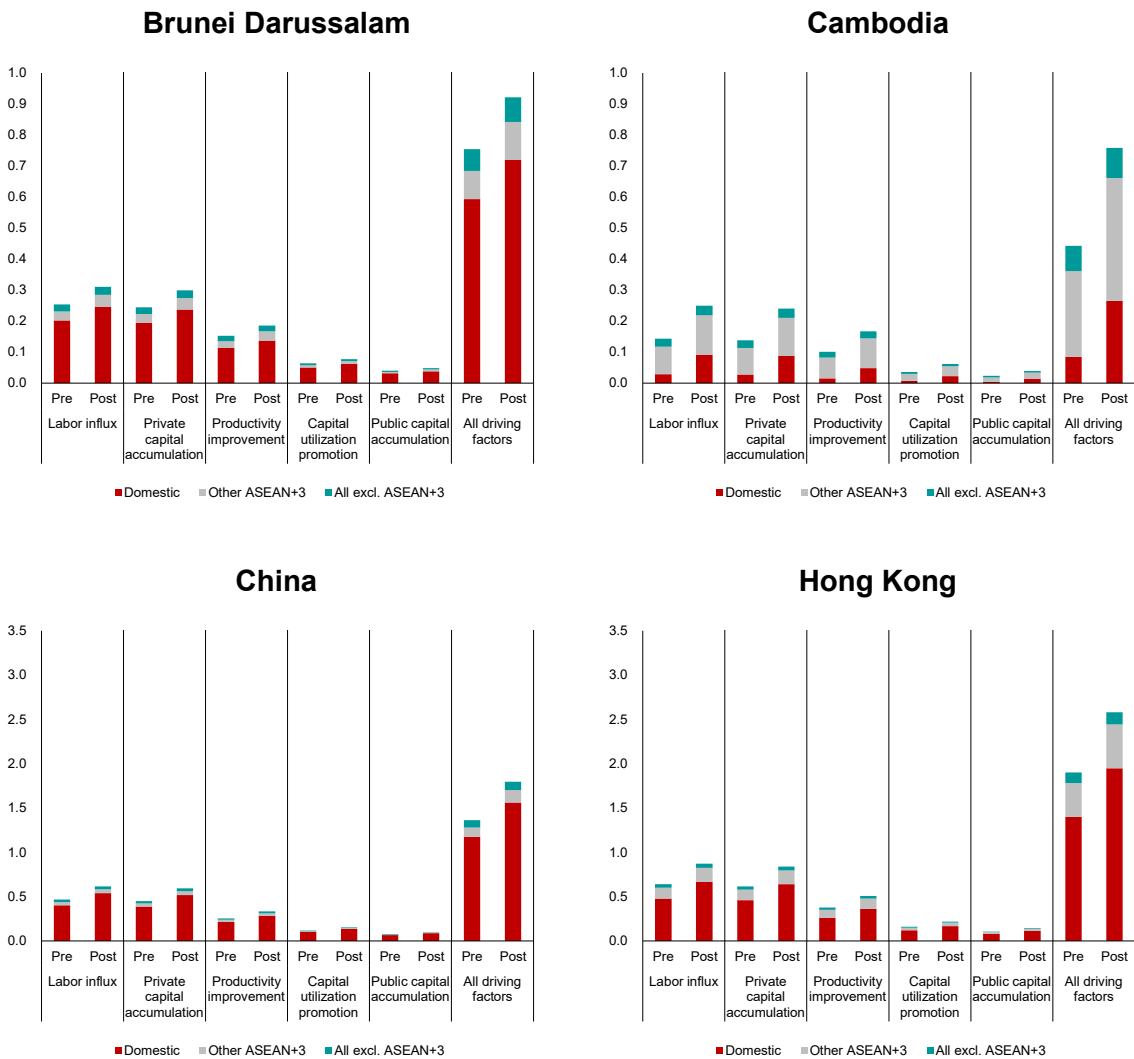 Brunei Darussalam
1.0
0.9
0.8
0.7
0.6
0.5
0.4
0.3
0.2
0.1
0.0
Pre Post Pre Post Pre Post Pre Post Pre Post Pre Post
Labor influx Private capital accumulation Productivity improvement Capital utilization promotion Public capital accumulation All driving factors
Domestic Other ASEAN+3 All excl. ASEAN+3
Cambodia
1.0
0.9
0.8
0.7
0.6
0.5
0.4
0.3
0.2
0.1
0.0
Pre Post Pre Post Pre Post Pre Post Pre Post Pre Post
Labor influx Private capital accumulation Productivity improvement Capital utilization promotion Public capital accumulation All driving factors
Domestic Other ASEAN+3 All excl. ASEAN+3
China
3.5
3.0
2.5
2.0
1.5
1.0
0.5
0.0
Pre Post Pre Post Pre Post Pre Post Pre Post Pre Post
Labor influx Private capital accumulation Productivity improvement Capital utilization promotion Public capital accumulation All driving factors
Domestic Other ASEAN+3 All excl. ASEAN+3
Hong Kong
3.5
3.0
2.5
2.0
1.5
1.0
0.5
0.0
Pre Post Pre Post Pre Post Pre Post Pre Post Pre Post
Labor influx Private capital accumulation Productivity improvement Capital utilization promotion Public capital accumulation All driving factors
Domestic Other ASEAN+3 All excl. ASEAN+3